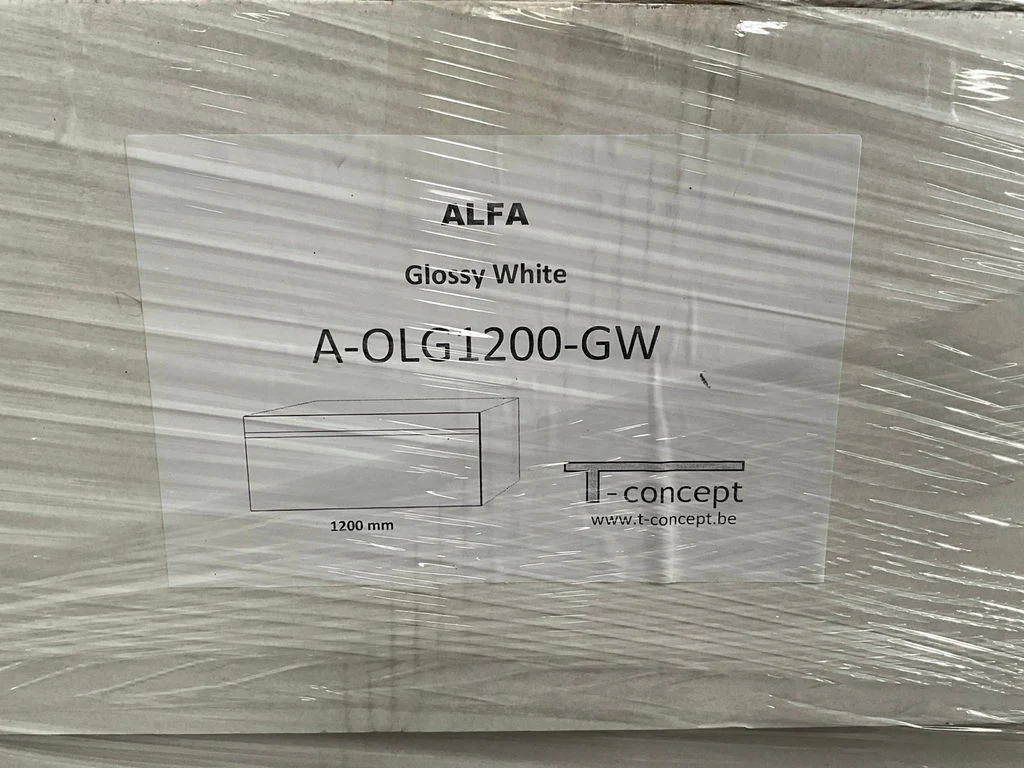 ALFA
Glossy White
A-OLG1200-GW
1200 mm
T-concept
www.t-concept.be